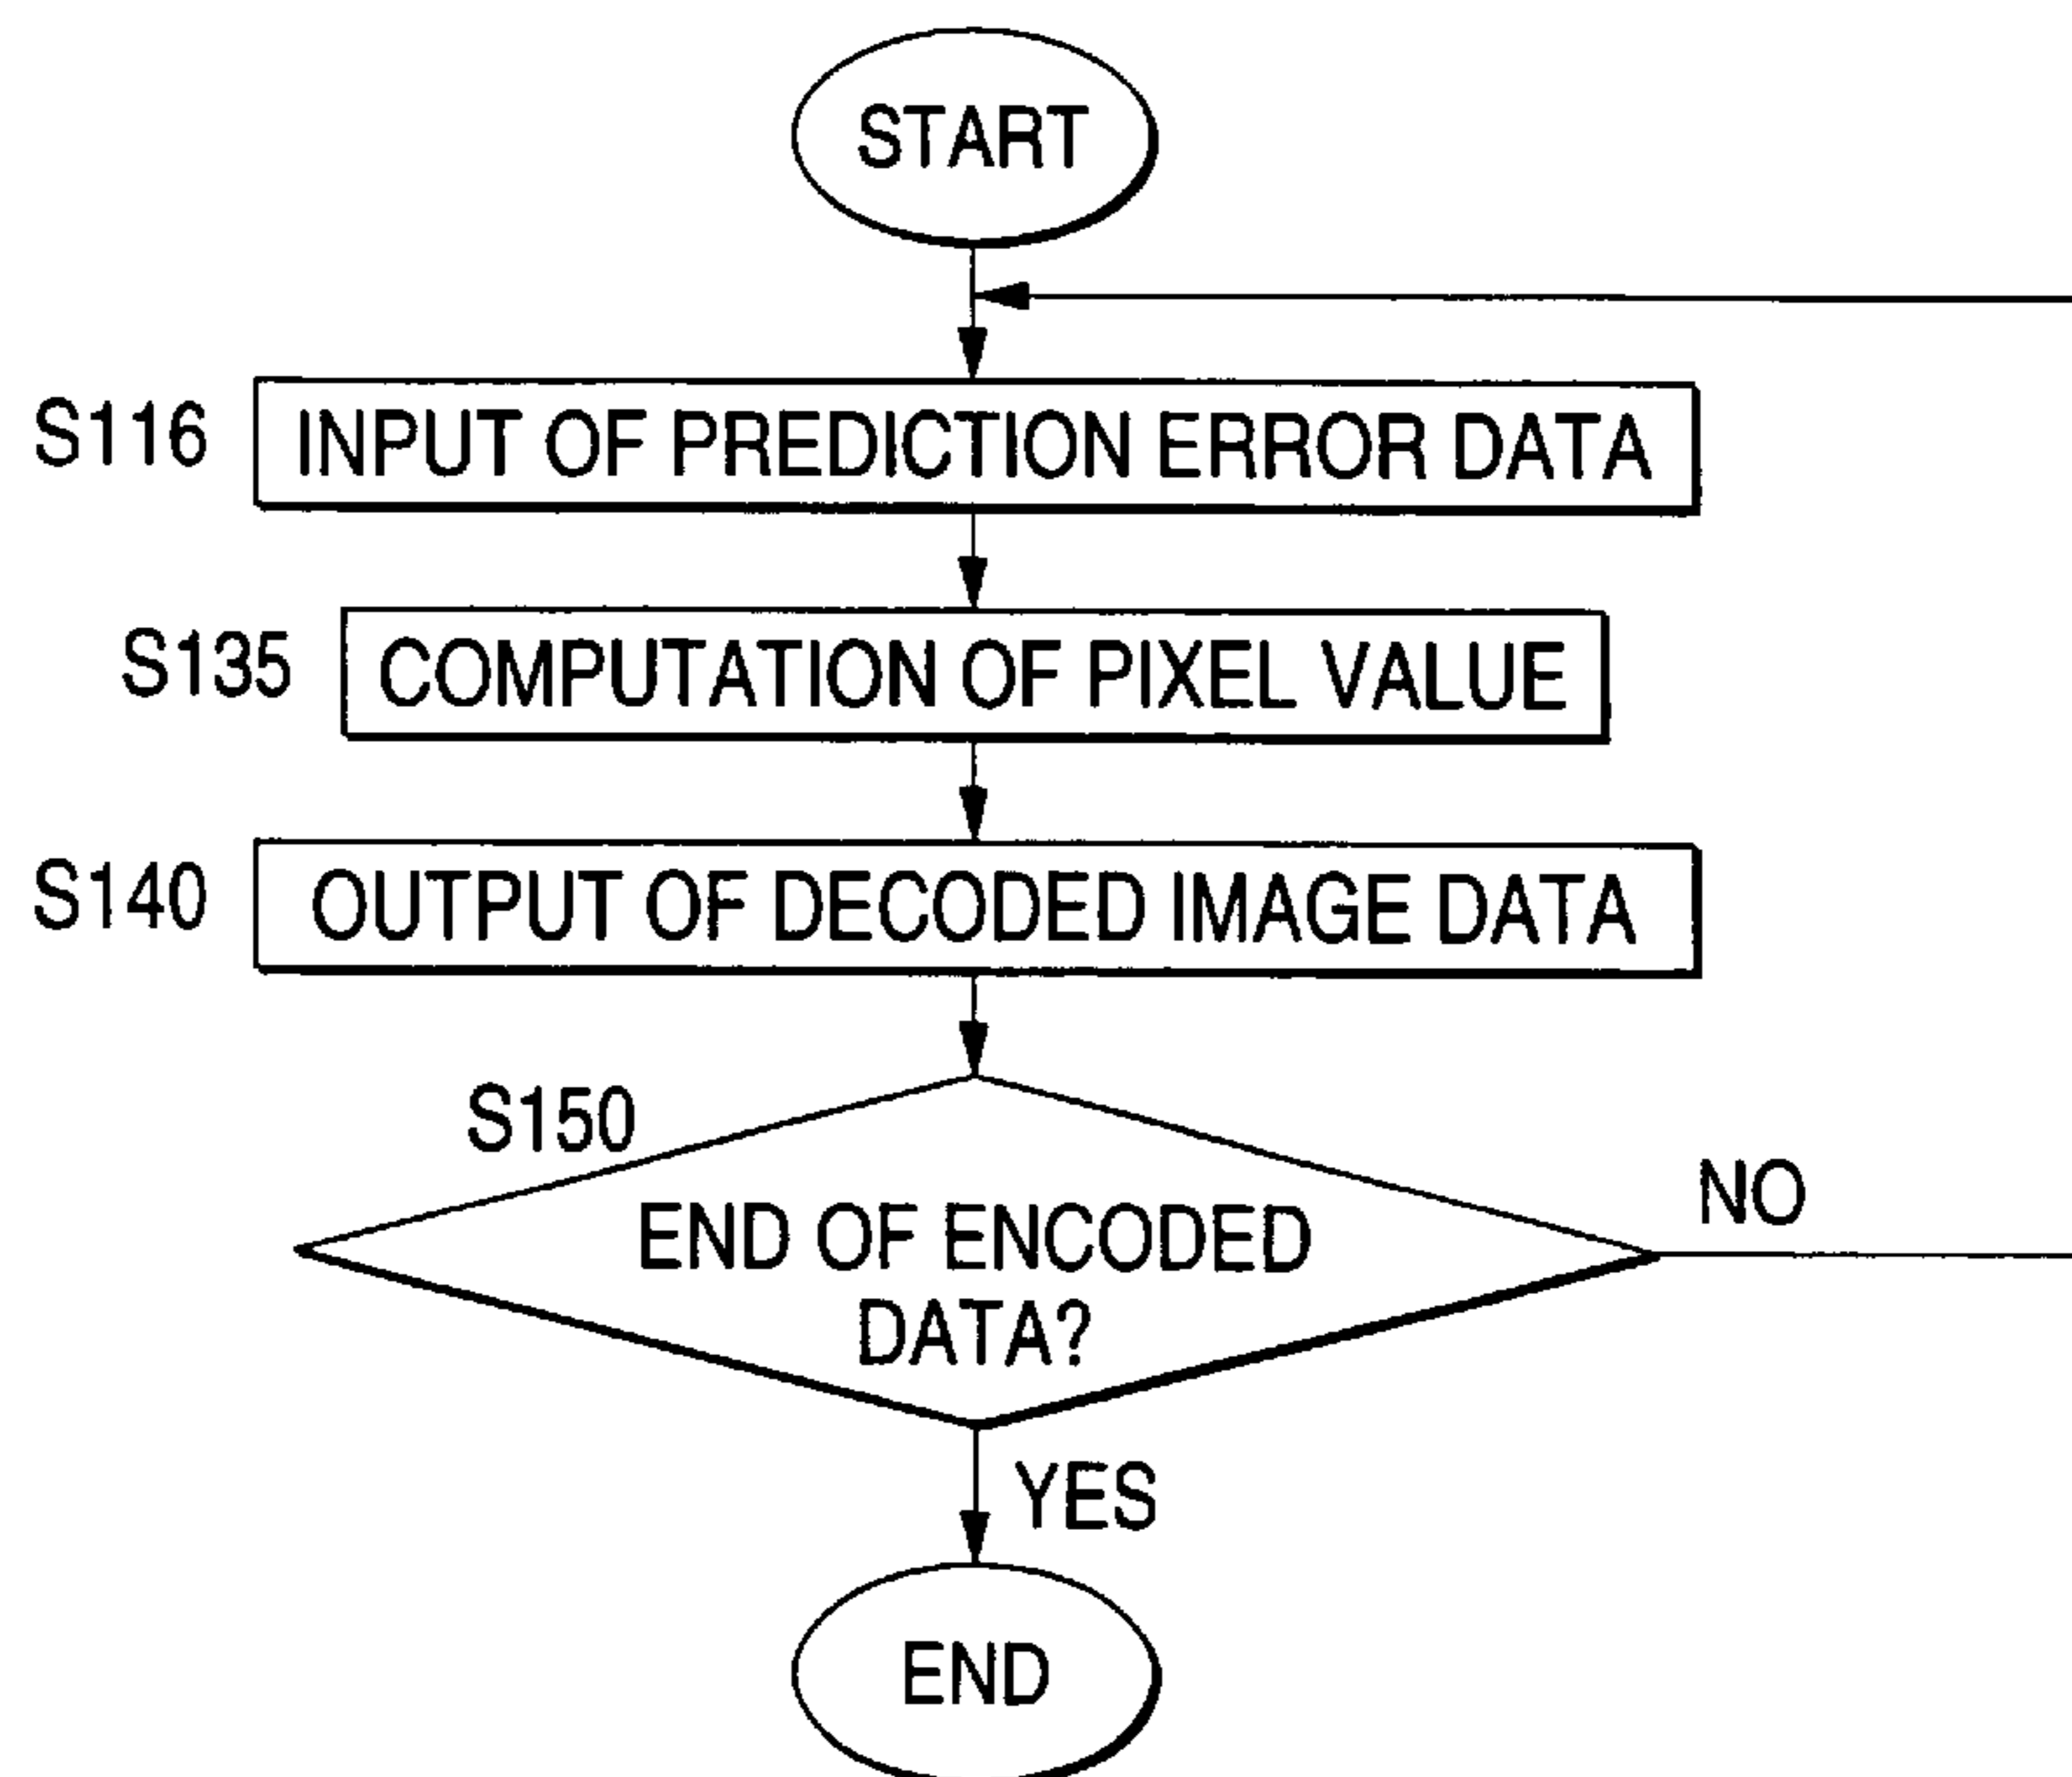 START
S116 INPUT OF PREDICTION ERROR DATA
S135 COMPUTATION OF PIXEL VALUE
S140 OUTPUT OF DECODED IMAGE DATA
S150
END OF ENCODED
DATA?
NO
YES
END